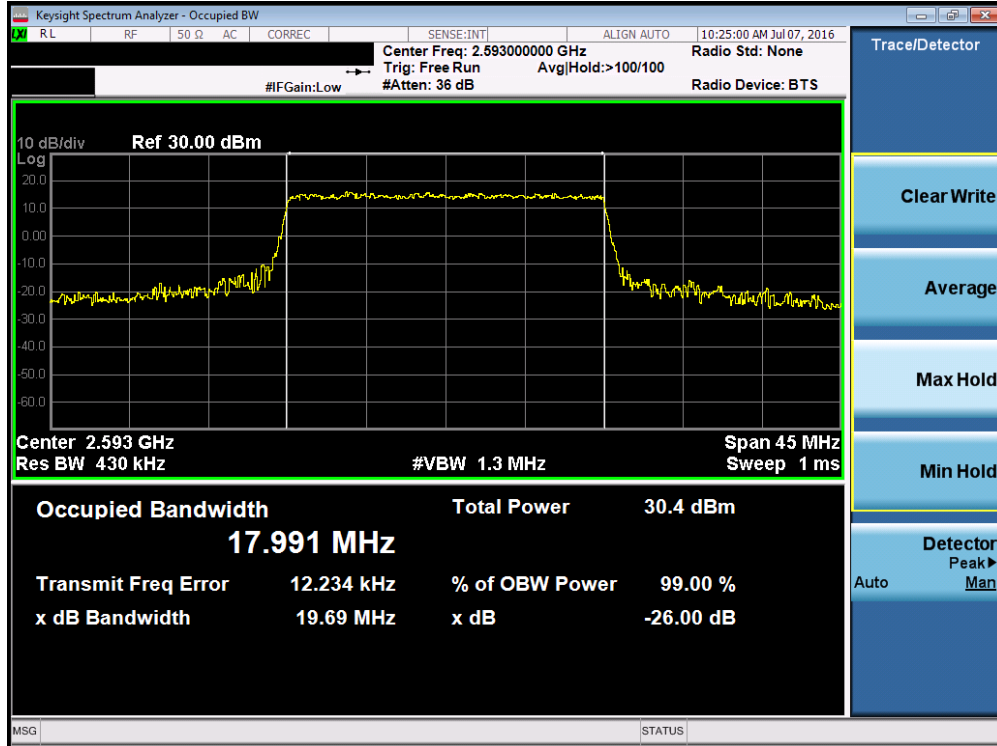 Keysight Spectrum Analyzer - Occupied BW
LXI RL RF 50 Ω AC CORREC SENSE:INT ALIGN AUTO 10:25:00 AM Jul 07, 2016
Center Freq: 2.593000000 GHz Radio Std: None
Trig: Free Run Avg|Hold:>100/100
#IFGain:Low #Atten: 36 dB Radio Device: BTS
Trace/Detector
10 dB/div Ref 30.00 dBm
Log
20.0
10.0
0.00
-10.0
-20.0
-30.0
-40.0
-50.0
-60.0
Center 2.593 GHz Span 45 MHz
Res BW 430 kHz #VBW 1.3 MHz Sweep 1 ms
Occupied Bandwidth Total Power 30.4 dBm
17.991 MHz
Transmit Freq Error 12.234 kHz % of OBW Power 99.00 %
x dB Bandwidth 19.69 MHz x dB -26.00 dB
Clear Write
Average
Max Hold
Min Hold
Detector
Peak▶
Auto Man
MSG STATUS